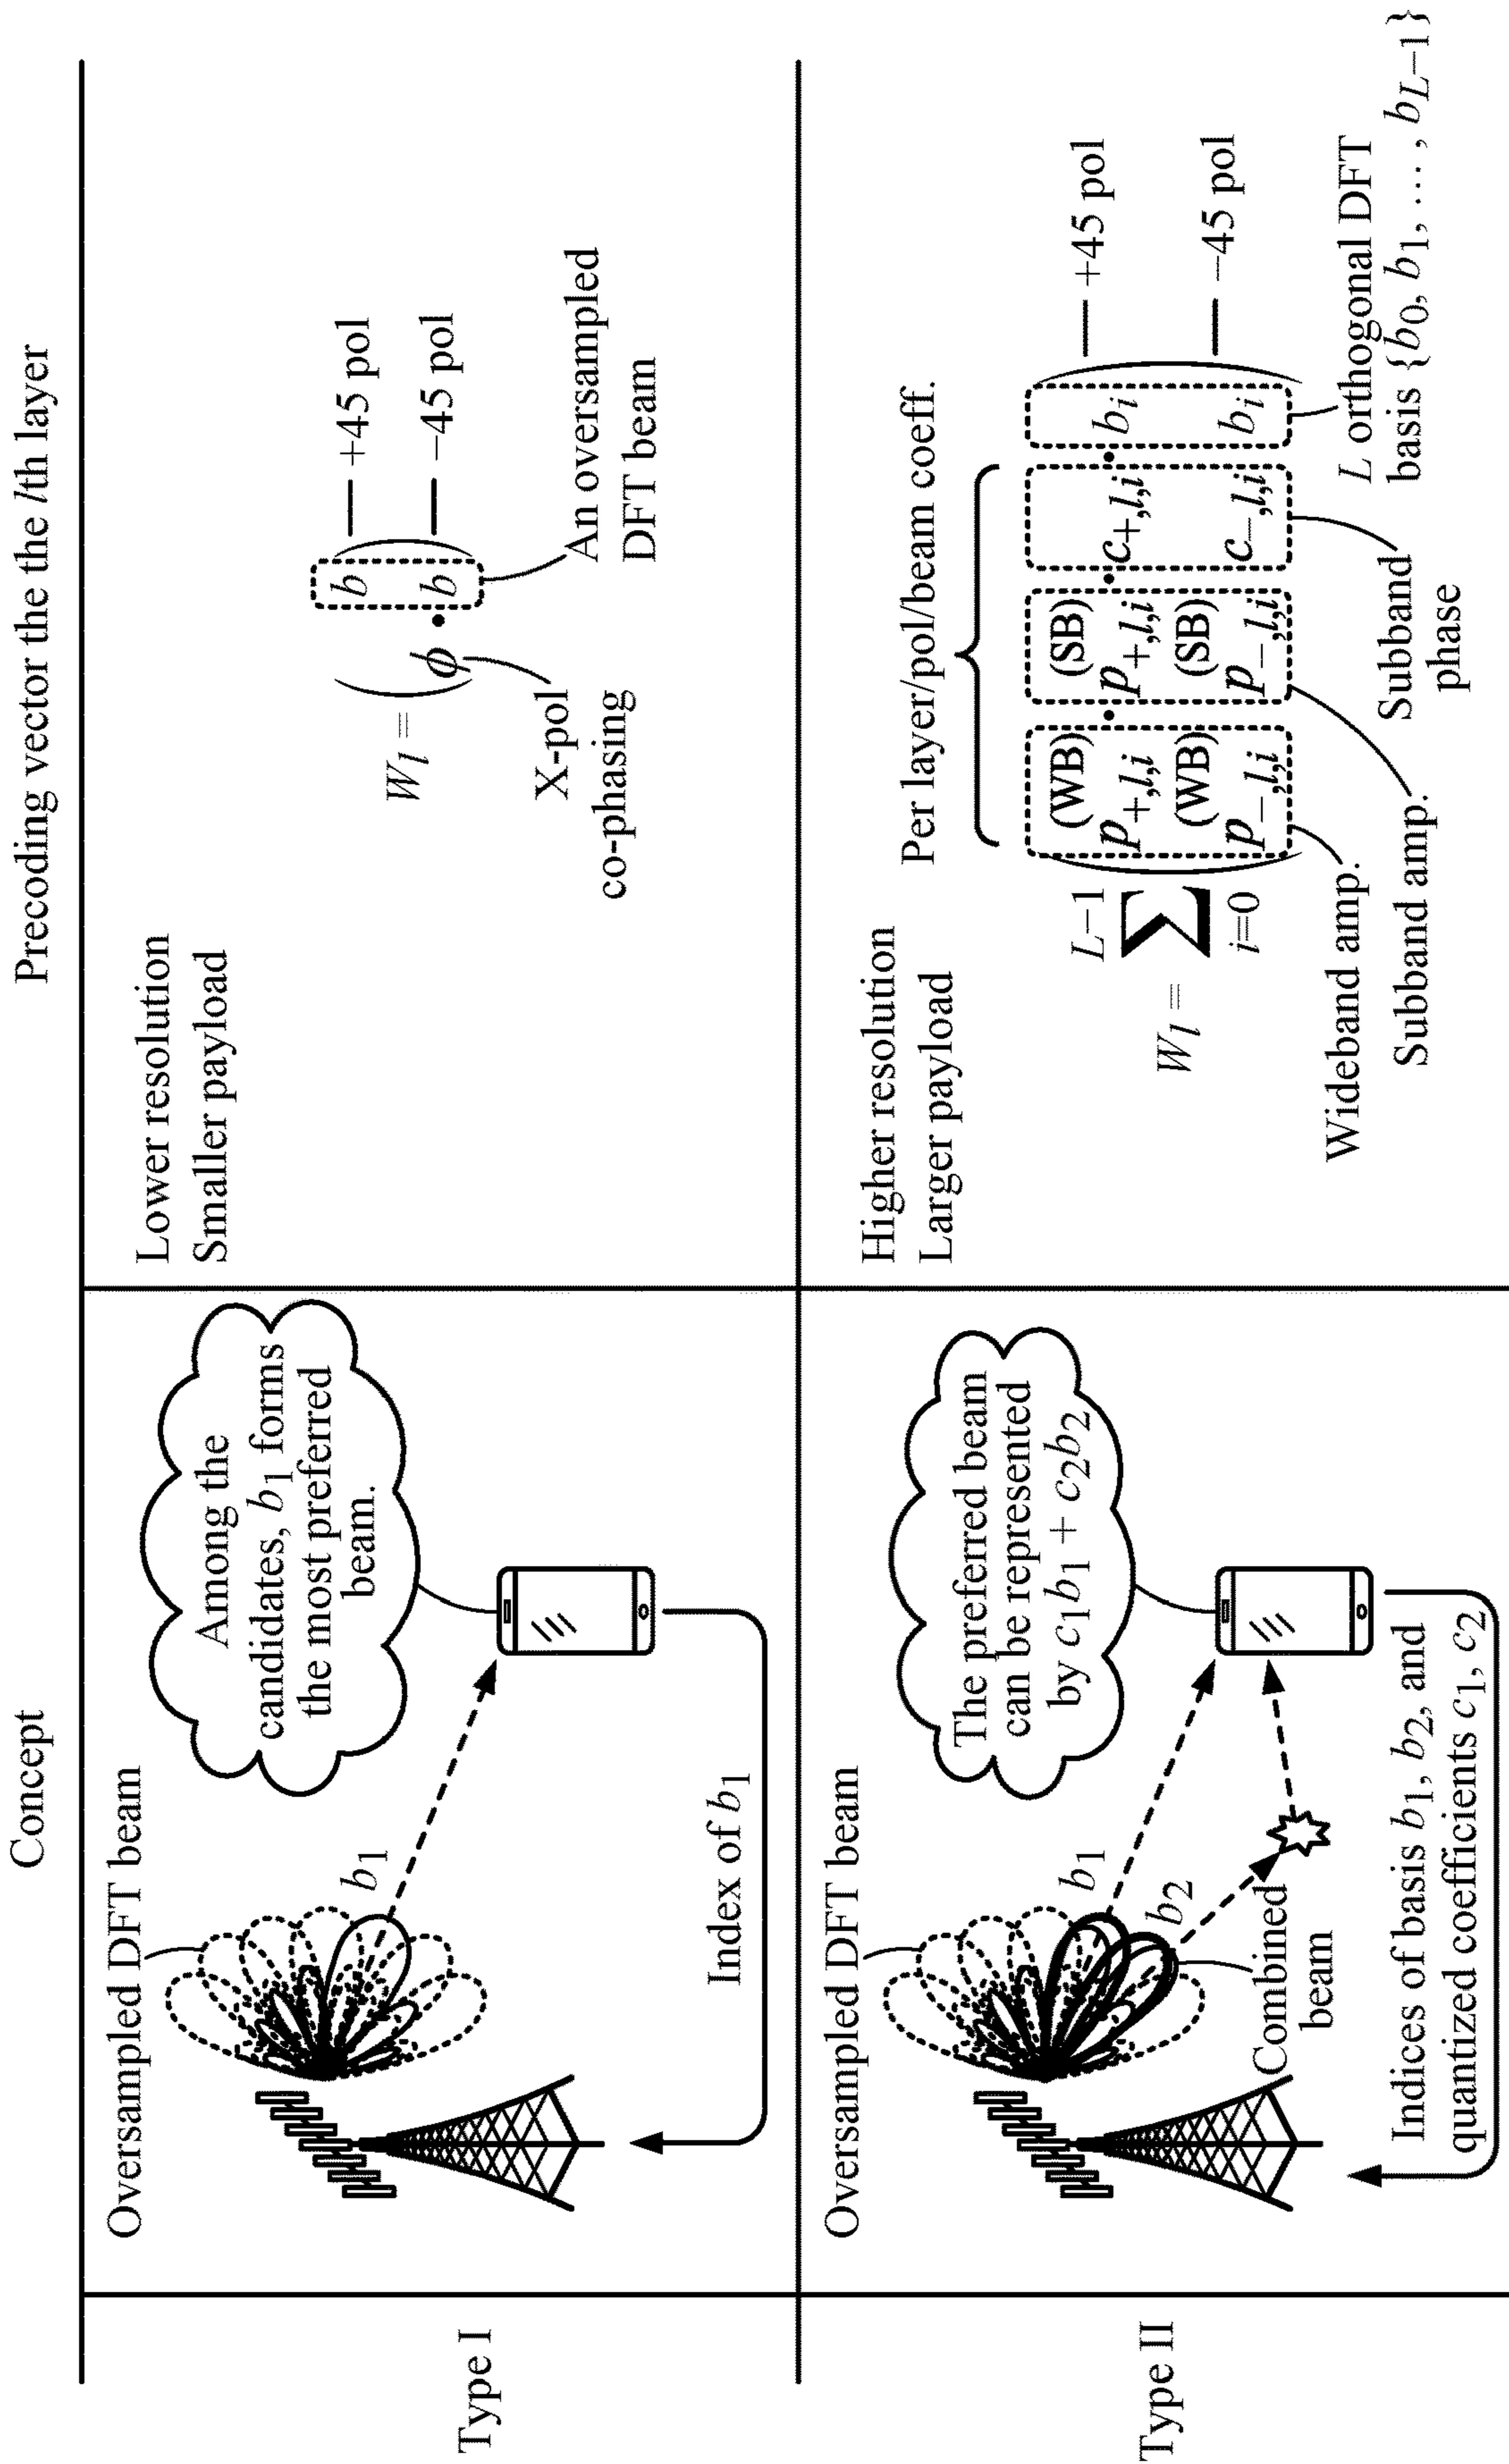 Concept
Precoding vector the the lth layer
Type I
Oversampled DFT beam
b1
Among the
candidates, b1 forms
the most preferred
beam.
Index of b1
Lower resolution
Smaller payload
Wl = ( b
ϕ • b )
+45 pol
−45 pol
X-pol
co-phasing
An oversampled
DFT beam
Type II
Oversampled DFT beam
b1
b2
Combined
beam
The preferred beam
can be represented
by c1b1 + c2b2
Indices of basis b1, b2, and
quantized coefficients c1, c2
Higher resolution
Larger payload
Per layer/pol/beam coeff.
L−1
Wl = Σ
i=0
(WB) (SB)
p+,l,i • p+,l,i • c+,l,i • bi
(WB) (SB)
p−,l,i p−,l,i c−,l,i bi
+45 pol
−45 pol
Wideband amp.
Subband amp.
Subband
phase
L orthogonal DFT
basis {b0, b1, … , bL−1}